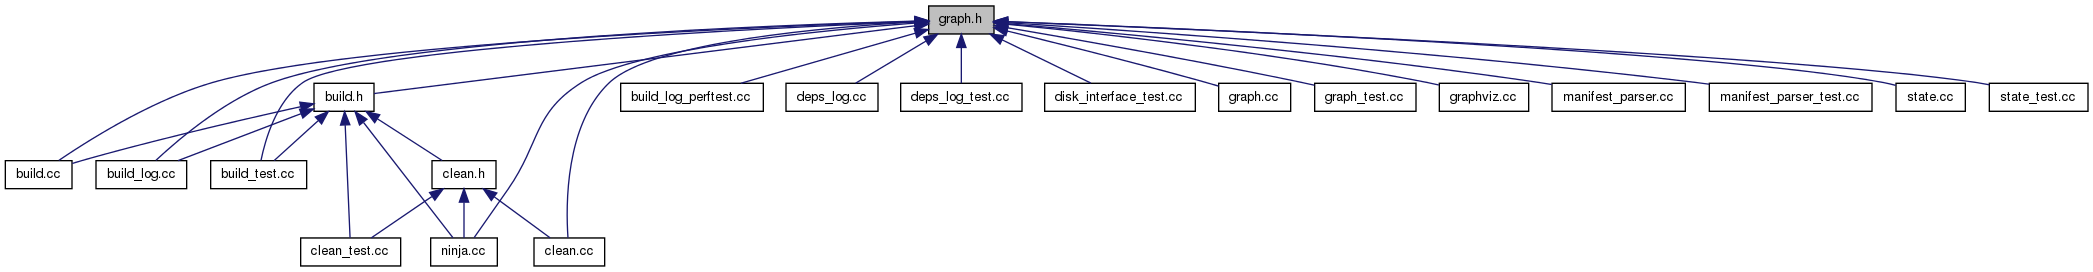 graph.h
build.h
build_log_perftest.cc
deps_log.cc
deps_log_test.cc
disk_interface_test.cc
graph.cc
graph_test.cc
graphviz.cc
manifest_parser.cc
manifest_parser_test.cc
state.cc
state_test.cc
build.cc
build_log.cc
build_test.cc
clean.h
clean_test.cc
ninja.cc
clean.cc